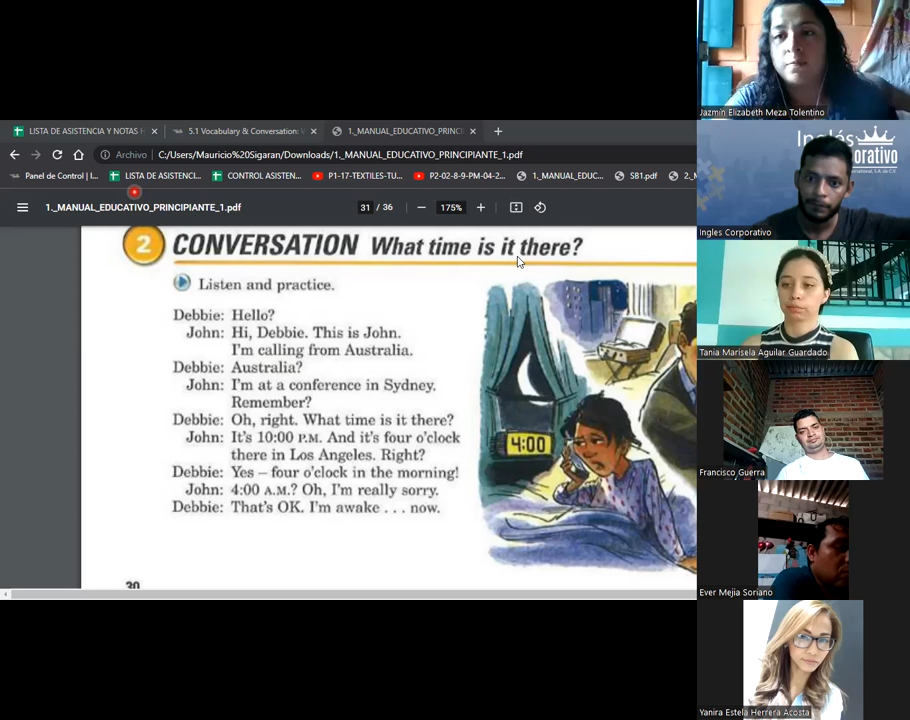 LISTA DE ASISTENCIA Y NOTAS
5.1 Vocabulary & Conversation:
1._MANUAL_EDUCATIVO_PRINCIP
Archivo
C:/Users/Mauricio%20Sigaran/Downloads/1._MANUAL_EDUCATIVO_PRINCIPIANTE_1.pdf
Panel de Control | I...
LISTA DE ASISTENCI...
CONTROL ASISTEN...
P1-17-TEXTILES-TU...
P2-02-8-9-PM-04-2...
1._MANUAL_EDUC...
SB1.pdf
1._MANUAL_EDUCATIVO_PRINCIPIANTE_1.pdf
31 / 36
175%
2 CONVERSATION What time is it there?
Listen and practice.
Debbie: Hello?
John: Hi, Debbie. This is John.
I'm calling from Australia.
Debbie: Australia?
John: I'm at a conference in Sydney.
Remember?
Debbie: Oh, right. What time is it there?
John: It's 10:00 P.M. And it's four o'clock
there in Los Angeles. Right?
Debbie: Yes – four o'clock in the morning!
John: 4:00 A.M.? Oh, I'm really sorry.
Debbie: That's OK. I'm awake . . . now.
4:00
30
Jazmín Elizabeth Meza Tolentino
Inglés
Ingles Corporativo
Tania Marisela Aguilar Guardado
Francisco Guerra
Ever Mejia Soriano
Yanira Estela Herrera Acosta